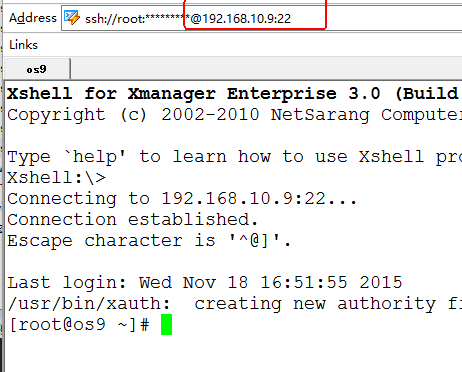 Address ssh://root:*********@192.168.10.9:22
Links
os9
Xshell for Xmanager Enterprise 3.0 (Build
Copyright (c) 2002-2010 NetSarang Computer
Type `help' to learn how to use Xshell pro
Xshell:\>
Connecting to 192.168.10.9:22...
Connection established.
Escape character is '^@]'.
Last login: Wed Nov 18 16:51:55 2015
/usr/bin/xauth:  creating new authority fi
[root@os9 ~]#